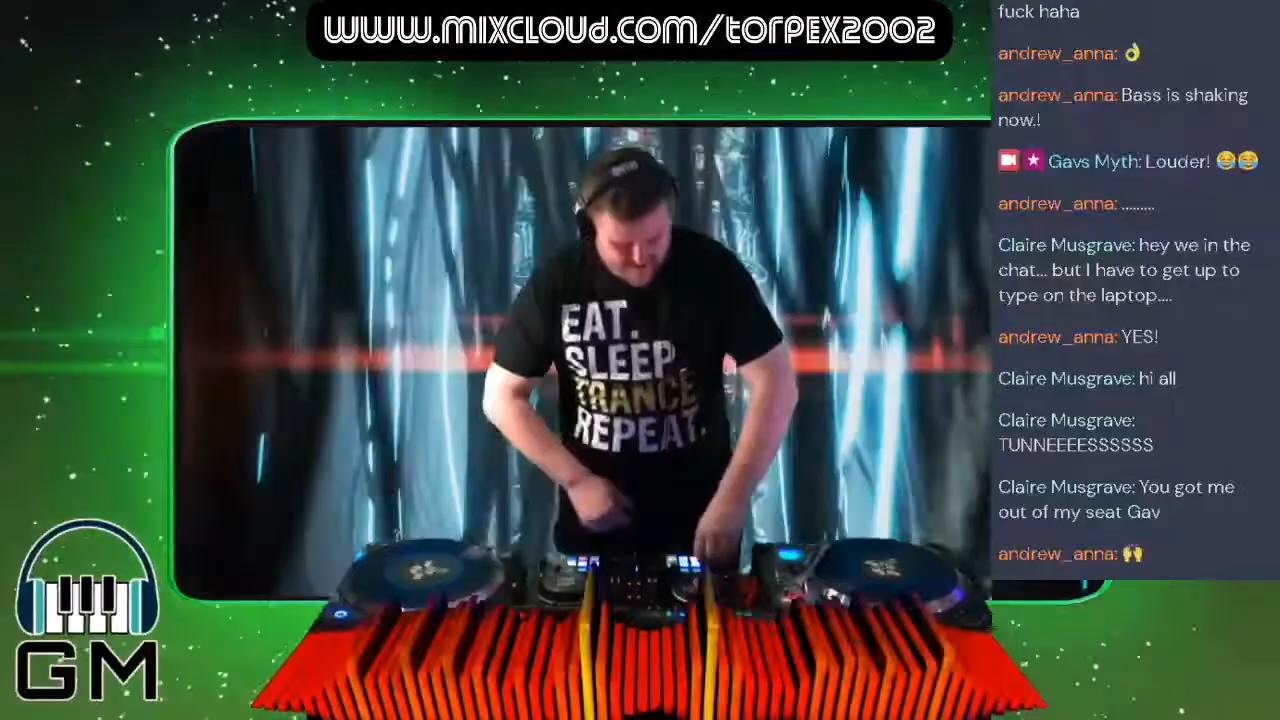 www.mixcloud.com/torpex2002
fuck haha
andrew_anna: 👌
andrew_anna: Bass is shaking
now.!
Gavs Myth: Louder! 😂😂
andrew_anna: .........
Claire Musgrave: hey we in the
chat... but I have to get up to
type on the laptop....
andrew_anna: YES!
Claire Musgrave: hi all
Claire Musgrave:
TUNNEEEESSSSSS
Claire Musgrave: You got me
out of my seat Gav
andrew_anna: 🙌
EAT.
SLEEP
TRANCE
REPEAT.
GM